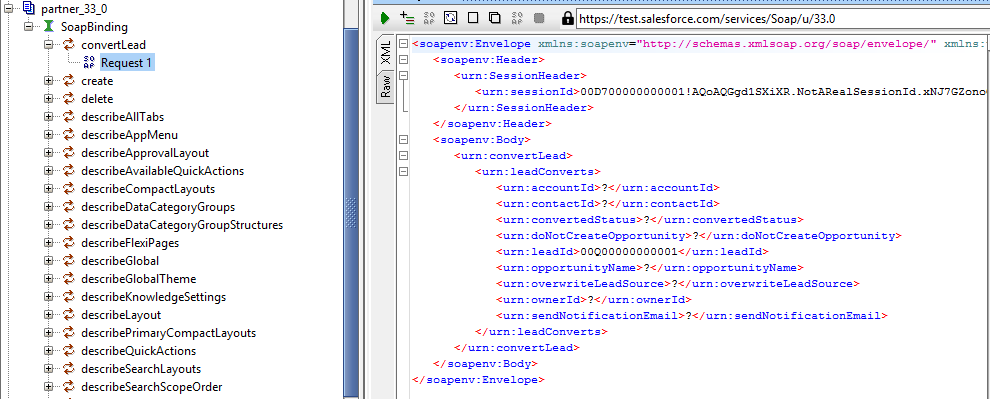 partner_33_0
SoapBinding
convertLead
Request 1
create
delete
describeAllTabs
describeAppMenu
describeApprovalLayout
describeAvailableQuickActions
describeCompactLayouts
describeDataCategoryGroups
describeDataCategoryGroupStructures
describeFlexiPages
describeGlobal
describeGlobalTheme
describeKnowledgeSettings
describeLayout
describePrimaryCompactLayouts
describeQuickActions
describeSearchLayouts
describeSearchScopeOrder
https://test.salesforce.com/services/Soap/u/33.0
XML
Raw
<soapenv:Envelope xmlns:soapenv="http://schemas.xmlsoap.org/soap/envelope/" xmlns:
<soapenv:Header>
<urn:SessionHeader>
<urn:sessionId>00D700000000001!AQoAQGgd1SXiXR.NotARealSessionId.xNJ7GZono
</urn:SessionHeader>
</soapenv:Header>
<soapenv:Body>
<urn:convertLead>
<urn:leadConverts>
<urn:accountId>?</urn:accountId>
<urn:contactId>?</urn:contactId>
<urn:convertedStatus>?</urn:convertedStatus>
<urn:doNotCreateOpportunity>?</urn:doNotCreateOpportunity>
<urn:leadId>00Q00000000001</urn:leadId>
<urn:opportunityName>?</urn:opportunityName>
<urn:overwriteLeadSource>?</urn:overwriteLeadSource>
<urn:ownerId>?</urn:ownerId>
<urn:sendNotificationEmail>?</urn:sendNotificationEmail>
</urn:leadConverts>
</urn:convertLead>
</soapenv:Body>
</soapenv:Envelope>